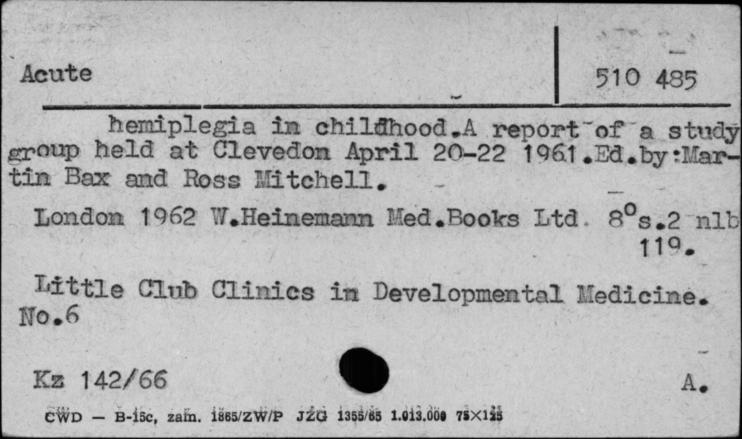 Acute
510 485
hemiplegia in childhood.A report of a study
group held at Clevedon April 20-22 1961.Ed.by:Mar-
tin Bax and Ross Mitchell.
London 1962 W.Heinemann Med.Books Ltd. 8°s.2 nlb
119.
Little Club Clinics in Developmental Medicine.
No.6
Kz 142/66
A.
CWD — B-15c, zam. 1865/ZW/P JZG 1355/65 1.013.000 75×125